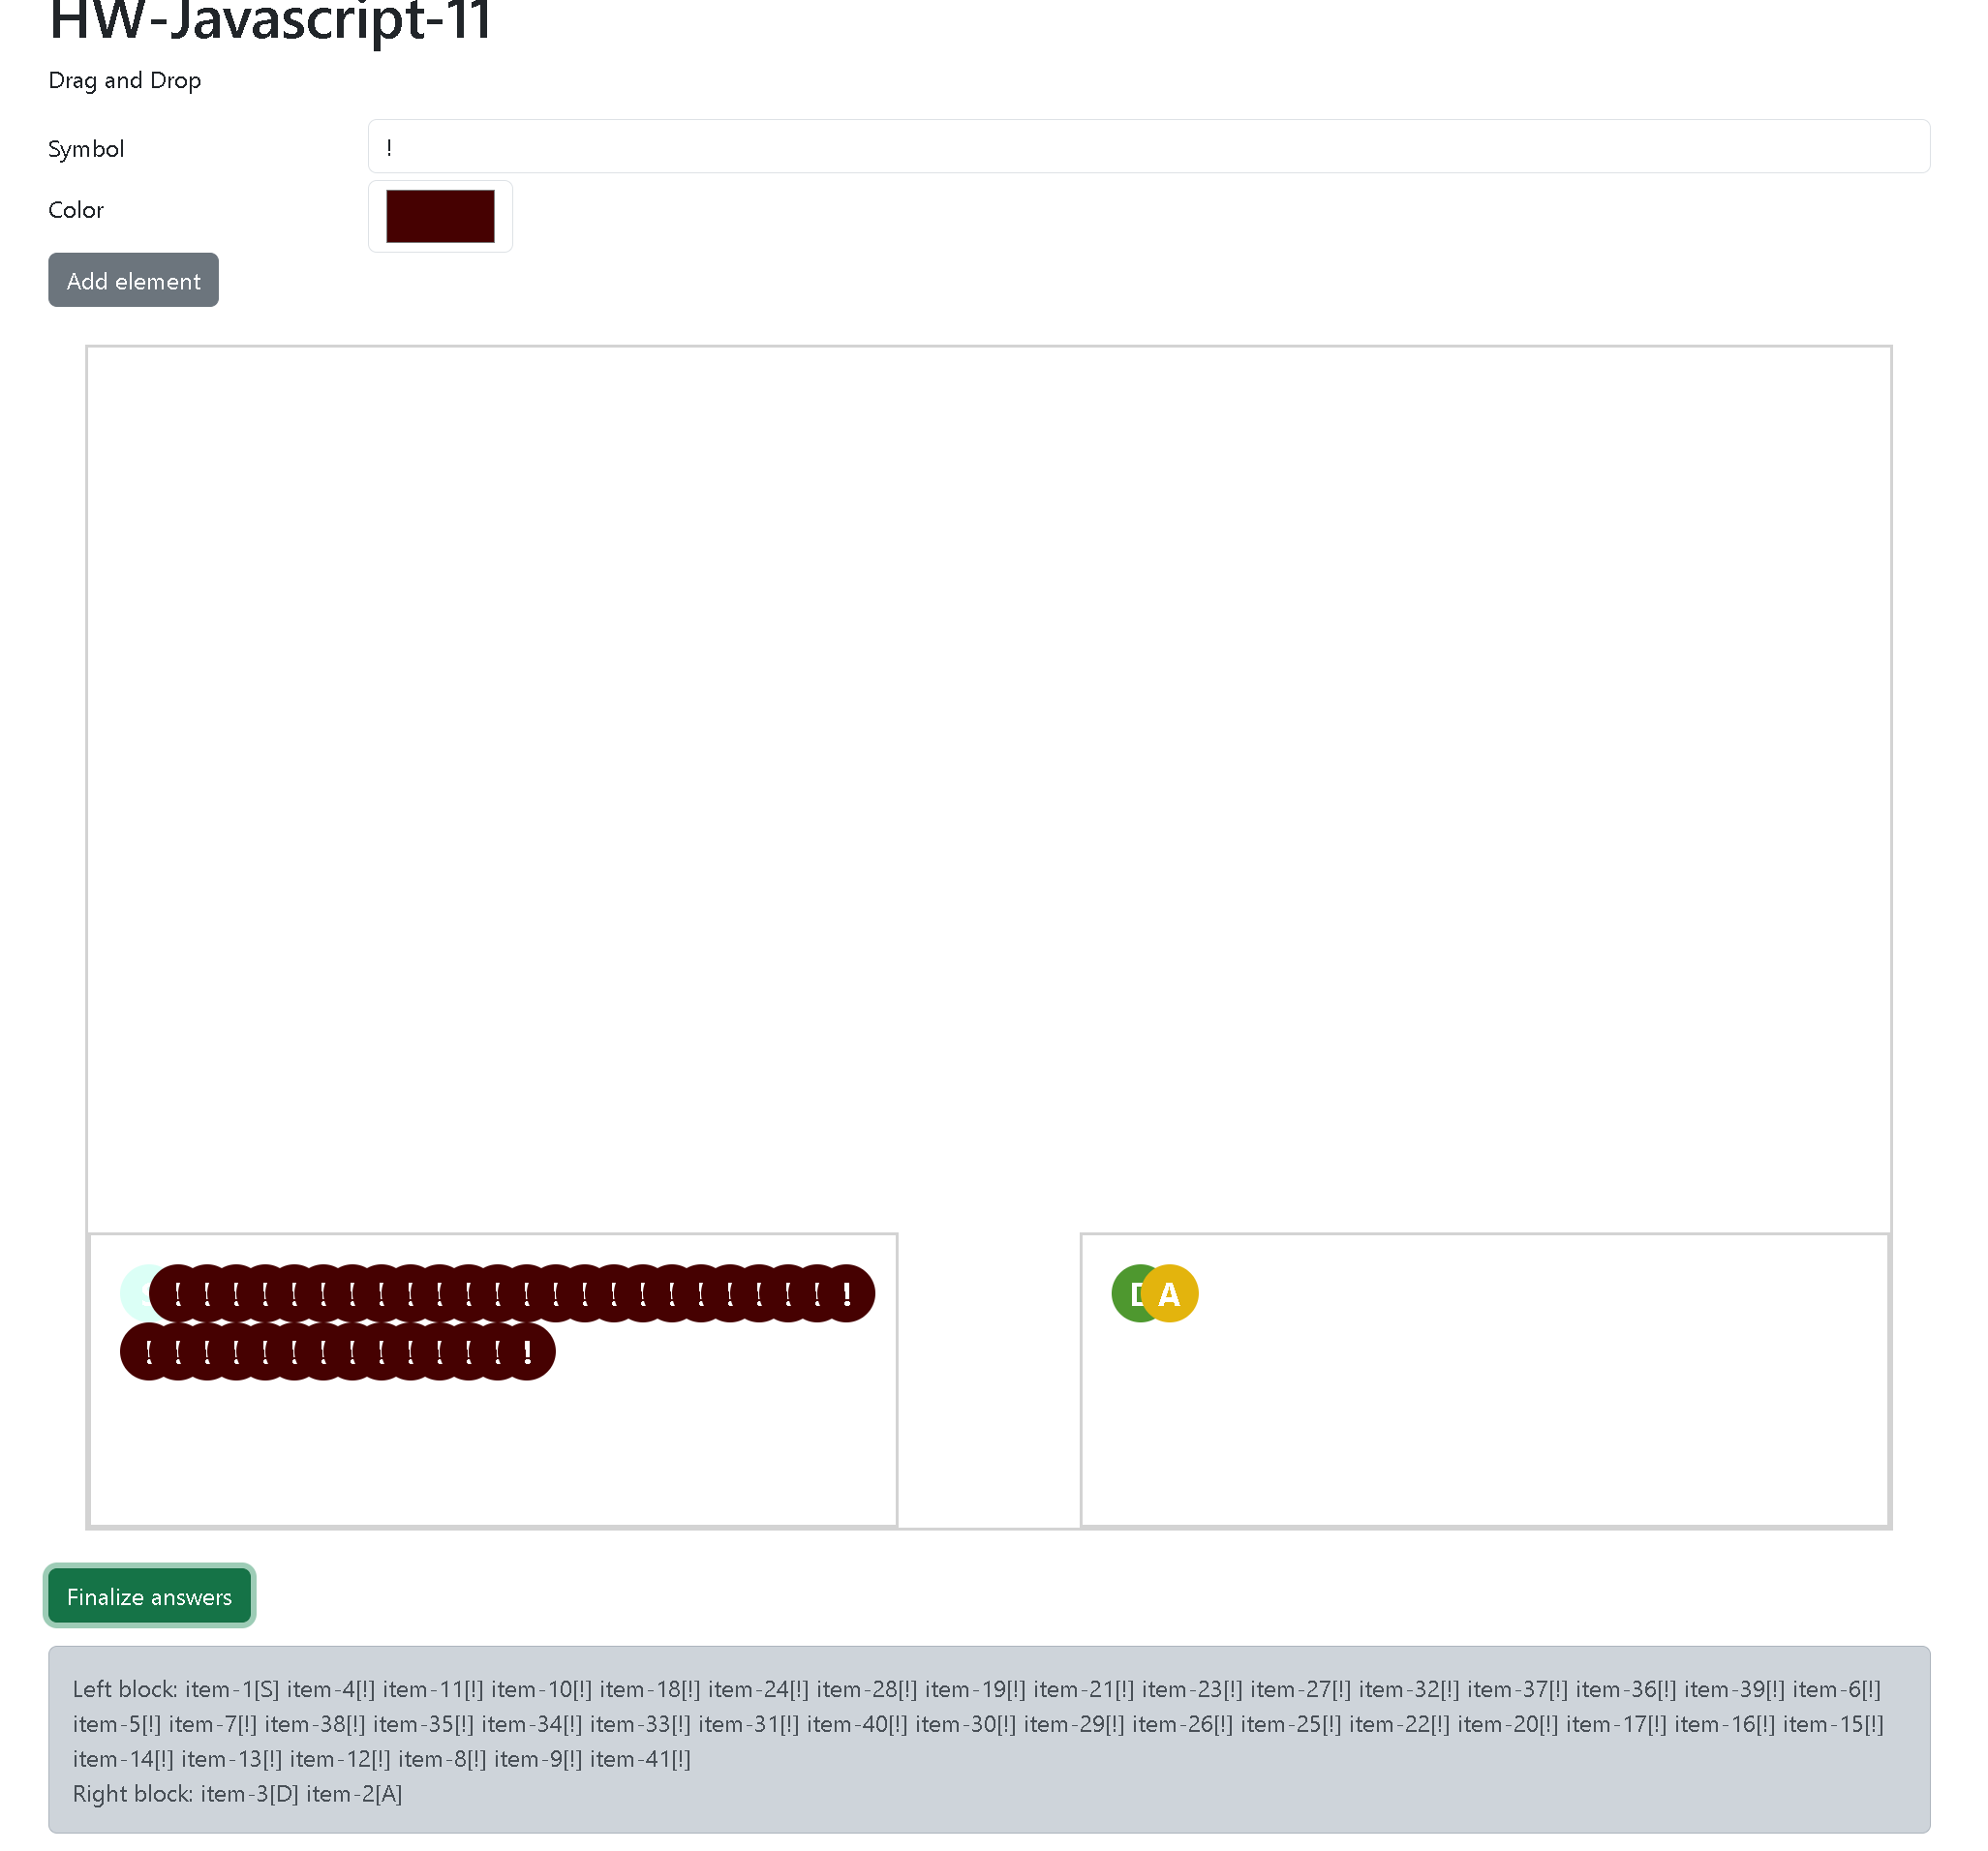 HW-Javascript-11
Drag and Drop
Symbol
!
Color
Add element
! ! ! ! ! ! ! ! ! ! ! ! ! ! ! ! ! ! ! ! ! ! ! !
D A
! ! ! ! ! ! ! ! ! ! ! ! ! !
Finalize answers
Left block: item-1[S] item-4[!] item-11[!] item-10[!] item-18[!] item-24[!] item-28[!] item-19[!] item-21[!] item-23[!] item-27[!] item-32[!] item-37[!] item-36[!] item-39[!] item-6[!]
item-5[!] item-7[!] item-38[!] item-35[!] item-34[!] item-33[!] item-31[!] item-40[!] item-30[!] item-29[!] item-26[!] item-25[!] item-22[!] item-20[!] item-17[!] item-16[!] item-15[!]
item-14[!] item-13[!] item-12[!] item-8[!] item-9[!] item-41[!]
Right block: item-3[D] item-2[A]